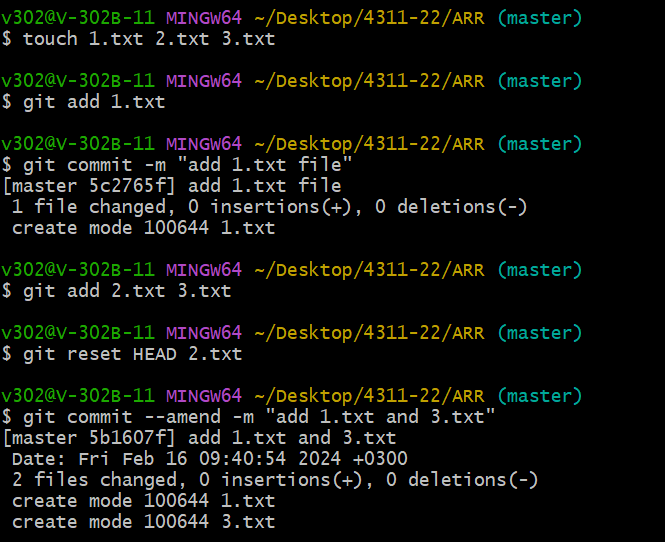 v302@V-302B-11 MINGW64 ~/Desktop/4311-22/ARR (master)
$ touch 1.txt 2.txt 3.txt
v302@V-302B-11 MINGW64 ~/Desktop/4311-22/ARR (master)
$ git add 1.txt
v302@V-302B-11 MINGW64 ~/Desktop/4311-22/ARR (master)
$ git commit -m "add 1.txt file"
[master 5c2765f] add 1.txt file
1 file changed, 0 insertions(+), 0 deletions(-)
create mode 100644 1.txt
v302@V-302B-11 MINGW64 ~/Desktop/4311-22/ARR (master)
$ git add 2.txt 3.txt
v302@V-302B-11 MINGW64 ~/Desktop/4311-22/ARR (master)
$ git reset HEAD 2.txt
v302@V-302B-11 MINGW64 ~/Desktop/4311-22/ARR (master)
$ git commit --amend -m "add 1.txt and 3.txt"
[master 5b1607f] add 1.txt and 3.txt
Date: Fri Feb 16 09:40:54 2024 +0300
2 files changed, 0 insertions(+), 0 deletions(-)
create mode 100644 1.txt
create mode 100644 3.txt